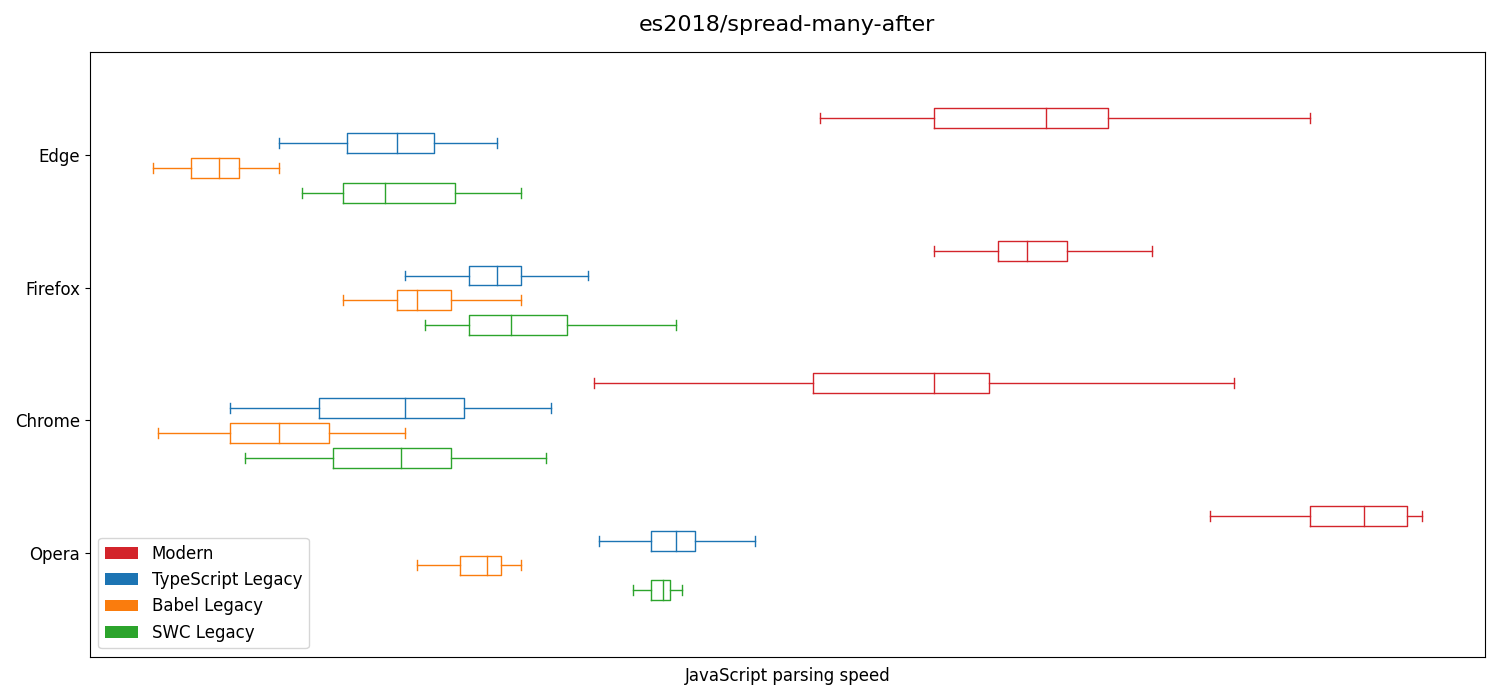 es2018/spread-many-after
Edge
Firefox
Chrome
Opera
Modern
TypeScript Legacy
Babel Legacy
SWC Legacy
JavaScript parsing speed